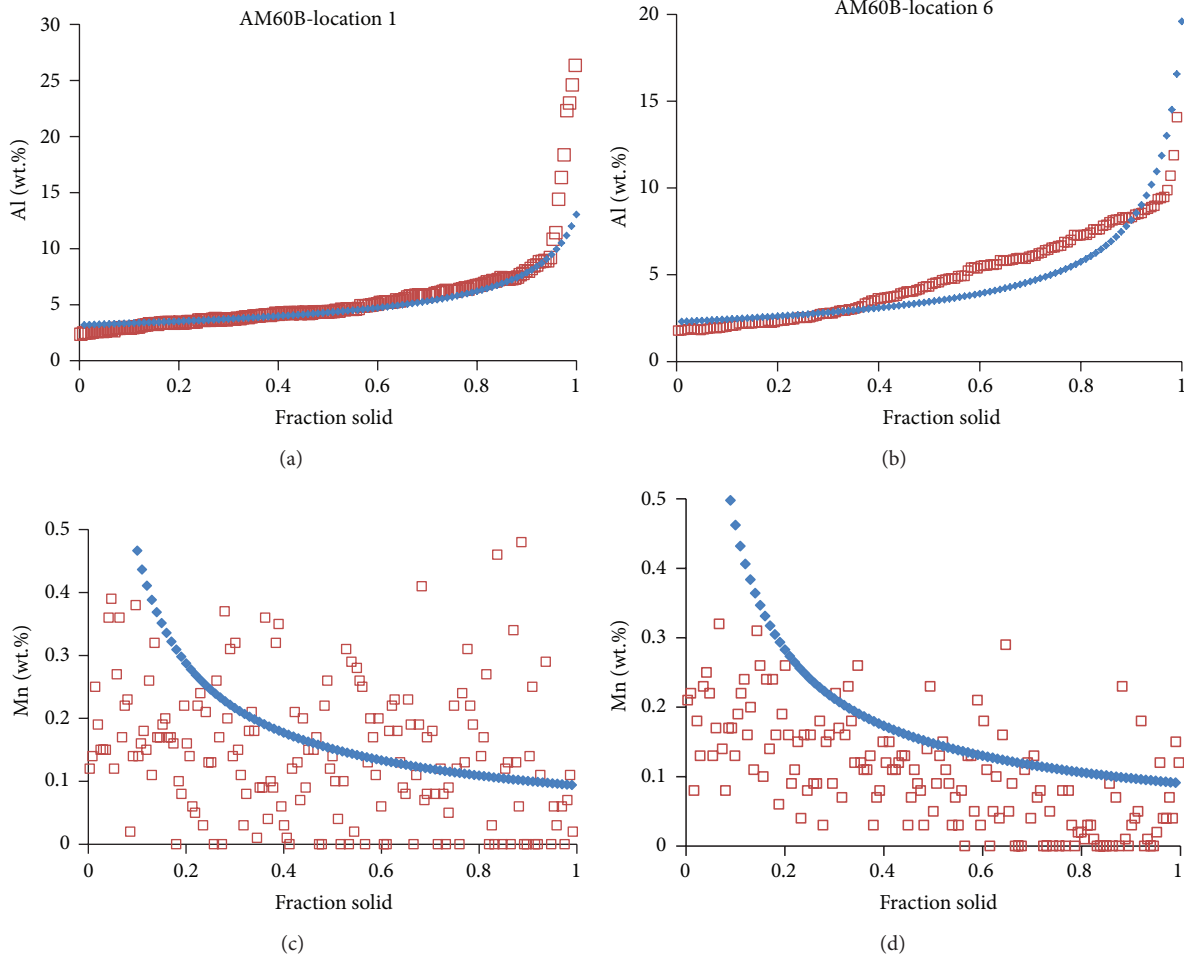 AM60B-location 1
30
25
20
15
10
5
0
Al (wt.%)
0 0.2 0.4 0.6 0.8 1
Fraction solid
(a)
AM60B-location 6
20
15
10
5
0
Al (wt.%)
0 0.2 0.4 0.6 0.8 1
Fraction solid
(b)
0.5
0.4
0.3
0.2
0.1
0
Mn (wt.%)
0 0.2 0.4 0.6 0.8 1
Fraction solid
(c)
0.5
0.4
0.3
0.2
0.1
0
Mn (wt.%)
0 0.2 0.4 0.6 0.8 1
Fraction solid
(d)